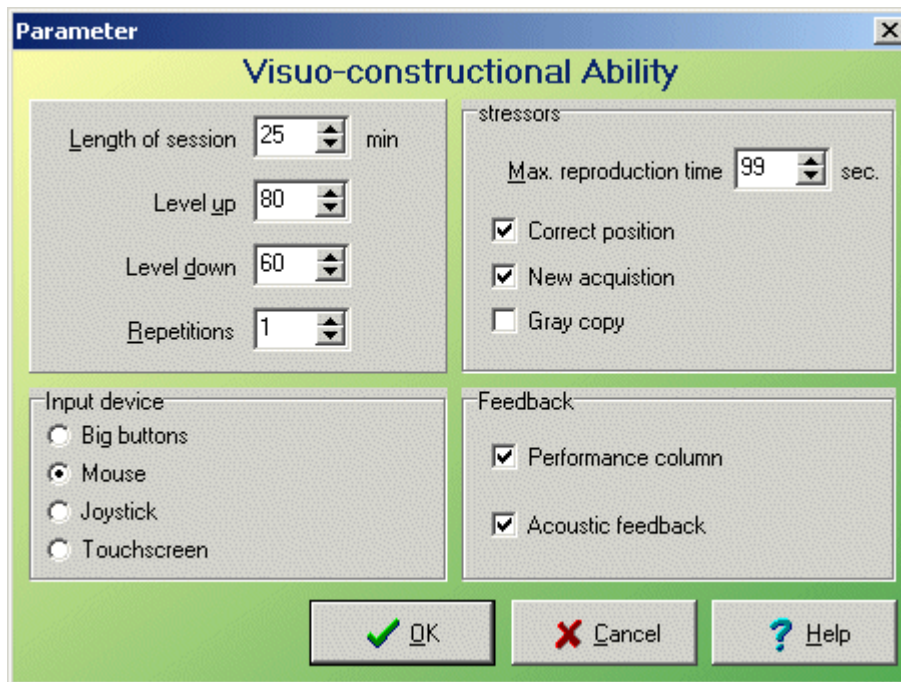 Parameter
Visuo-constructional Ability
Length of session 25 min
Level up 80
Level down 60
Repetitions 1
stressors
Max. reproduction time 99 sec.
Correct position
New acquistion
Gray copy
Input device
Big buttons
Mouse
Joystick
Touchscreen
Feedback
Performance column
Acoustic feedback
OK Cancel ? Help